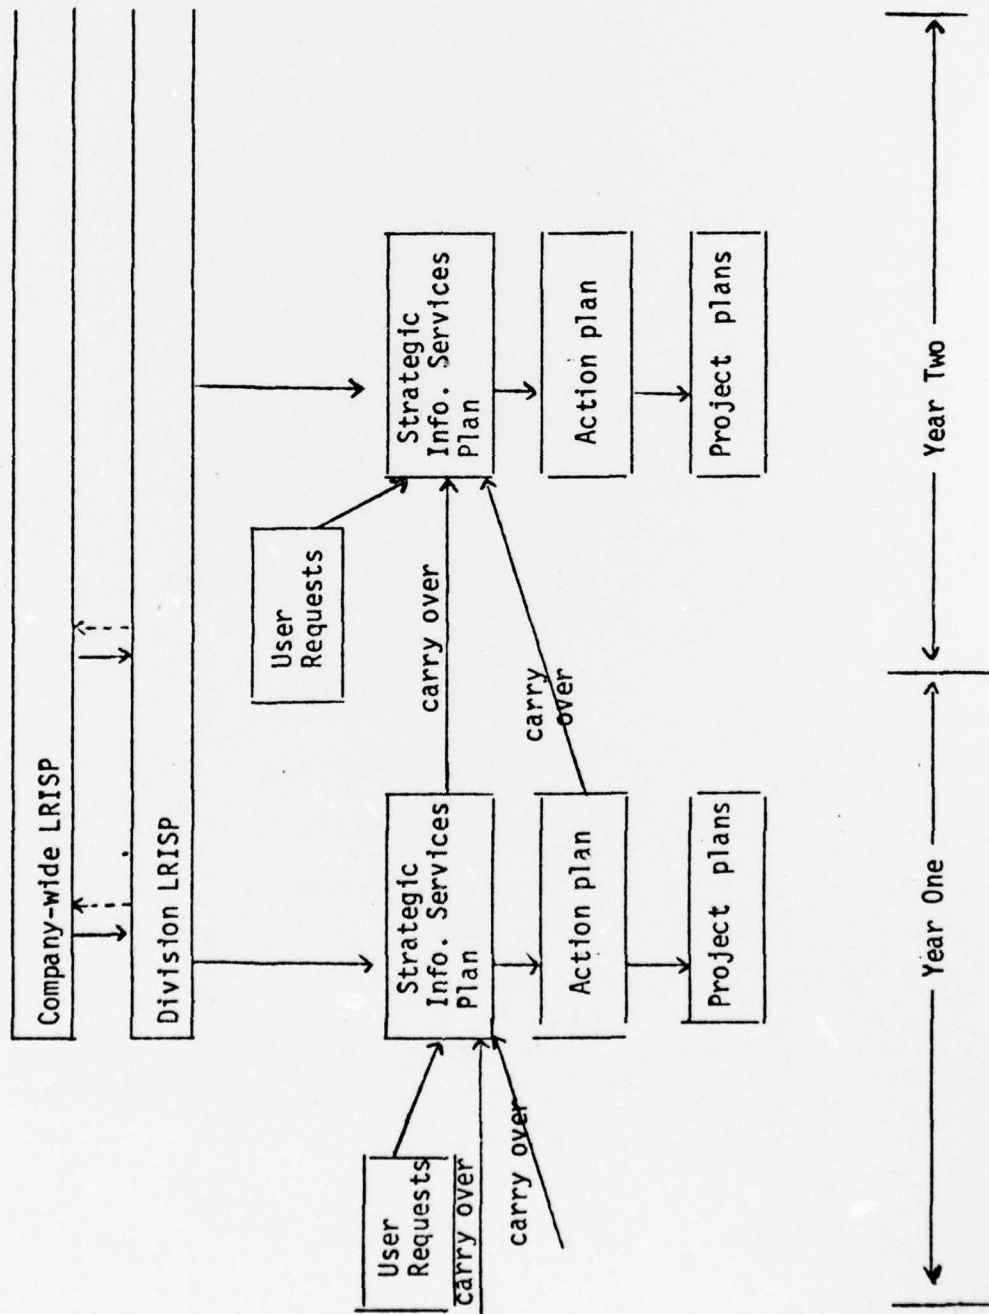 Company-wide LRISP
Division LRISP
User
Requests
carry over
carry over
Strategic
Info. Services
Plan
Action plan
Project plans
carry over
carry
over
User
Requests
Strategic
Info. Services
Plan
Action plan
Project plans
Year One
Year Two